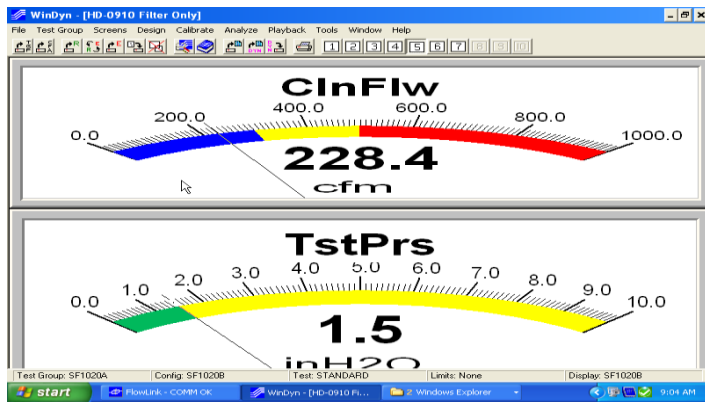 WinDyn - [HD-0910 Filter Only]
File Test Group Screens Design Calibrate Analyze Playback Tools Window Help
1 2 3 4 5 6 7 8 9 10
ClnFlw
0.0 200.0 400.0 600.0 800.0 1000.0
228.4
cfm
TstPrs
0.0 1.0 2.0 3.0 4.0 5.0 6.0 7.0 8.0 9.0 10.0
1.5
inH2O
Test Group: SF1020A Config: SF1020B Test: STANDARD Limits: None Display: SF1020B
start FlowLink - COMM OK WinDyn - [HD-0910 Fi... 2 Windows Explorer 9:04 AM